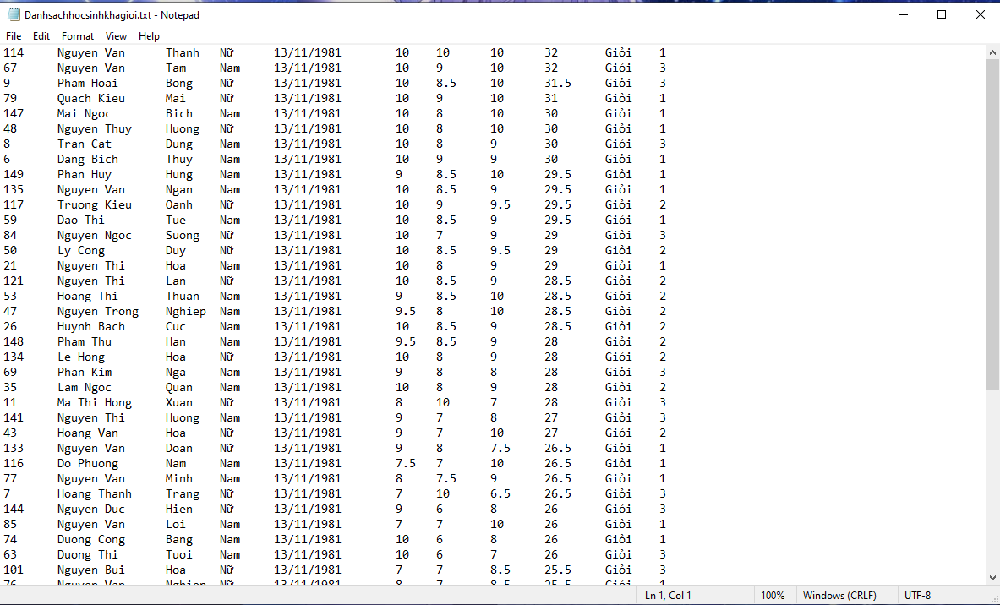 Danhsachhocsinhkhagioi.txt - Notepad
File Edit Format View Help
114 Nguyen Van Thanh Nữ 13/11/1981 10 10 10 32 Giỏi 1
67 Nguyen Van Tam Nam 13/11/1981 10 9 10 32 Giỏi 3
9 Pham Hoai Bong Nữ 13/11/1981 10 8.5 10 31.5 Giỏi 3
79 Quach Kieu Mai Nữ 13/11/1981 10 9 10 31 Giỏi 1
147 Mai Ngoc Bich Nam 13/11/1981 10 8 10 30 Giỏi 1
48 Nguyen Thuy Huong Nữ 13/11/1981 10 8 10 30 Giỏi 1
8 Tran Cat Dung Nam 13/11/1981 10 8 9 30 Giỏi 3
6 Dang Bich Thuy Nam 13/11/1981 10 9 9 30 Giỏi 1
149 Phan Huy Hung Nam 13/11/1981 9 8.5 10 29.5 Giỏi 1
135 Nguyen Van Ngan Nam 13/11/1981 10 8.5 9 29.5 Giỏi 1
117 Truong Kieu Oanh Nữ 13/11/1981 10 9 9.5 29.5 Giỏi 2
59 Dao Thi Tue Nam 13/11/1981 10 8.5 9 29.5 Giỏi 1
84 Nguyen Ngoc Suong Nữ 13/11/1981 10 7 9 29 Giỏi 3
50 Ly Cong Duy Nữ 13/11/1981 10 8.5 9.5 29 Giỏi 2
21 Nguyen Thi Hoa Nam 13/11/1981 10 8 9 29 Giỏi 1
121 Nguyen Thi Lan Nữ 13/11/1981 10 8.5 9 28.5 Giỏi 2
53 Hoang Thi Thuan Nam 13/11/1981 9 8.5 10 28.5 Giỏi 2
47 Nguyen Trong Nghiep Nam 13/11/1981 9.5 8 10 28.5 Giỏi 2
26 Huynh Bach Cuc Nam 13/11/1981 10 8.5 9 28.5 Giỏi 2
148 Pham Thu Han Nam 13/11/1981 9.5 8.5 9 28 Giỏi 2
134 Le Hong Hoa Nữ 13/11/1981 10 8 9 28 Giỏi 2
69 Phan Kim Nga Nam 13/11/1981 9 8 8 28 Giỏi 3
35 Lam Ngoc Quan Nam 13/11/1981 10 8 9 28 Giỏi 2
11 Ma Thi Hong Xuan Nữ 13/11/1981 8 10 7 28 Giỏi 3
141 Nguyen Thi Huong Nam 13/11/1981 9 7 8 27 Giỏi 3
43 Hoang Van Hoa Nữ 13/11/1981 9 7 10 27 Giỏi 2
133 Nguyen Van Doan Nữ 13/11/1981 9 8 7.5 26.5 Giỏi 1
116 Do Phuong Nam Nam 13/11/1981 7.5 7 10 26.5 Giỏi 1
77 Nguyen Van Minh Nam 13/11/1981 8 7.5 9 26.5 Giỏi 1
7 Hoang Thanh Trang Nữ 13/11/1981 7 10 6.5 26.5 Giỏi 3
144 Nguyen Duc Hien Nữ 13/11/1981 9 6 8 26 Giỏi 3
85 Nguyen Van Loi Nam 13/11/1981 7 7 10 26 Giỏi 1
74 Duong Cong Bang Nam 13/11/1981 10 6 8 26 Giỏi 1
63 Duong Thi Tuoi Nam 13/11/1981 10 6 7 26 Giỏi 3
101 Nguyen Bui Hoa Nữ 13/11/1981 7 7 8.5 25.5 Giỏi 3
76 Nguyen Van Nghiep Nữ 13/11/1981 8 7 8.5 25.5 Giỏi 1
Ln 1, Col 1 100% Windows (CRLF) UTF-8